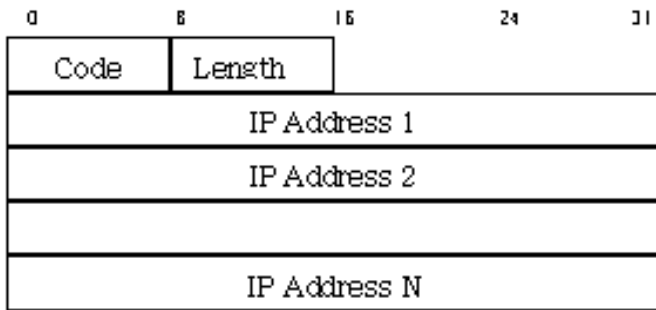 0 8 16 24 31
Code Length
IP Address 1
IP Address 2
IP Address N